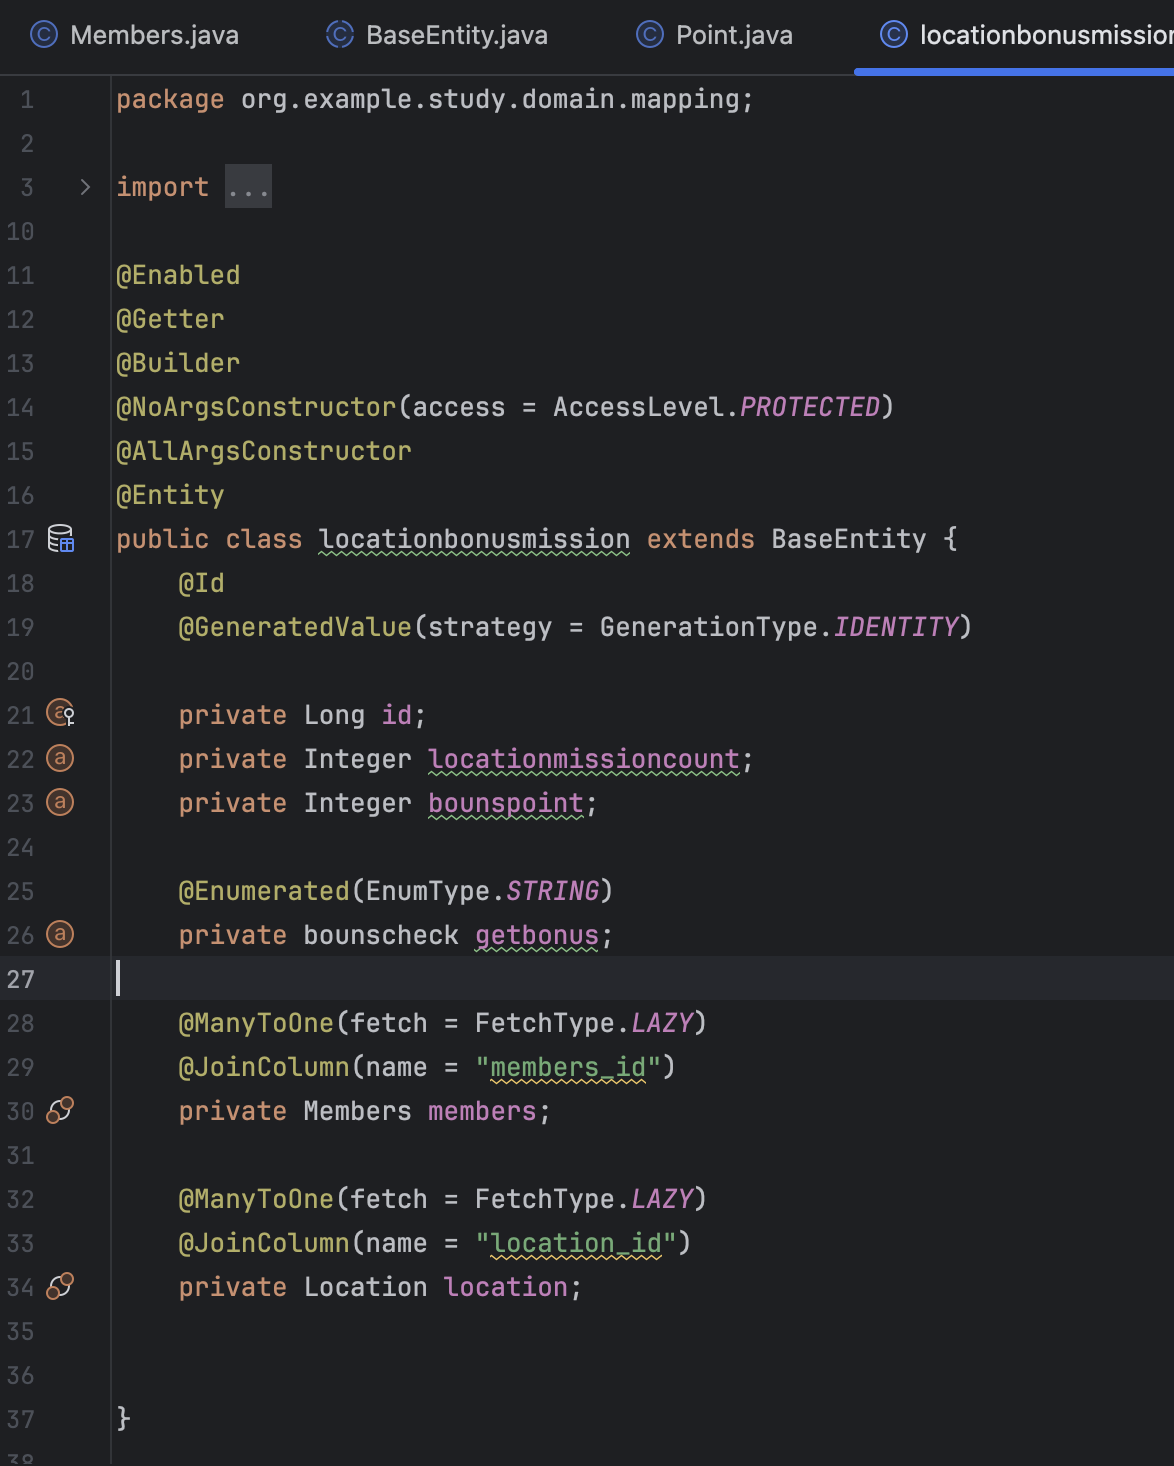 Members.java BaseEntity.java Point.java locationbonusmission
1 package org.example.study.domain.mapping;
2
3 import ...
10
11 @Enabled
12 @Getter
13 @Builder
14 @NoArgsConstructor(access = AccessLevel.PROTECTED)
15 @AllArgsConstructor
16 @Entity
17 public class locationbonusmission extends BaseEntity {
18 @Id
19 @GeneratedValue(strategy = GenerationType.IDENTITY)
20
21 private Long id;
22 private Integer locationmissioncount;
23 private Integer bounspoint;
24
25 @Enumerated(EnumType.STRING)
26 private bounscheck getbonus;
27
28 @ManyToOne(fetch = FetchType.LAZY)
29 @JoinColumn(name = "members_id")
30 private Members members;
31
32 @ManyToOne(fetch = FetchType.LAZY)
33 @JoinColumn(name = "location_id")
34 private Location location;
35
36
37 }
38